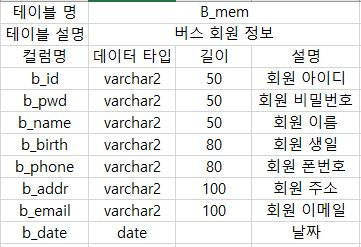 테이블 명 B_mem
테이블 설명 버스 회원 정보
컬럼명 데이터 타입 길이 설명
b_id varchar2 50 회원 아이디
b_pwd varchar2 50 회원 비밀번호
b_name varchar2 50 회원 이름
b_birth varchar2 80 회원 생일
b_phone varchar2 80 회원 폰번호
b_addr varchar2 100 회원 주소
b_email varchar2 100 회원 이메일
b_date date 날짜